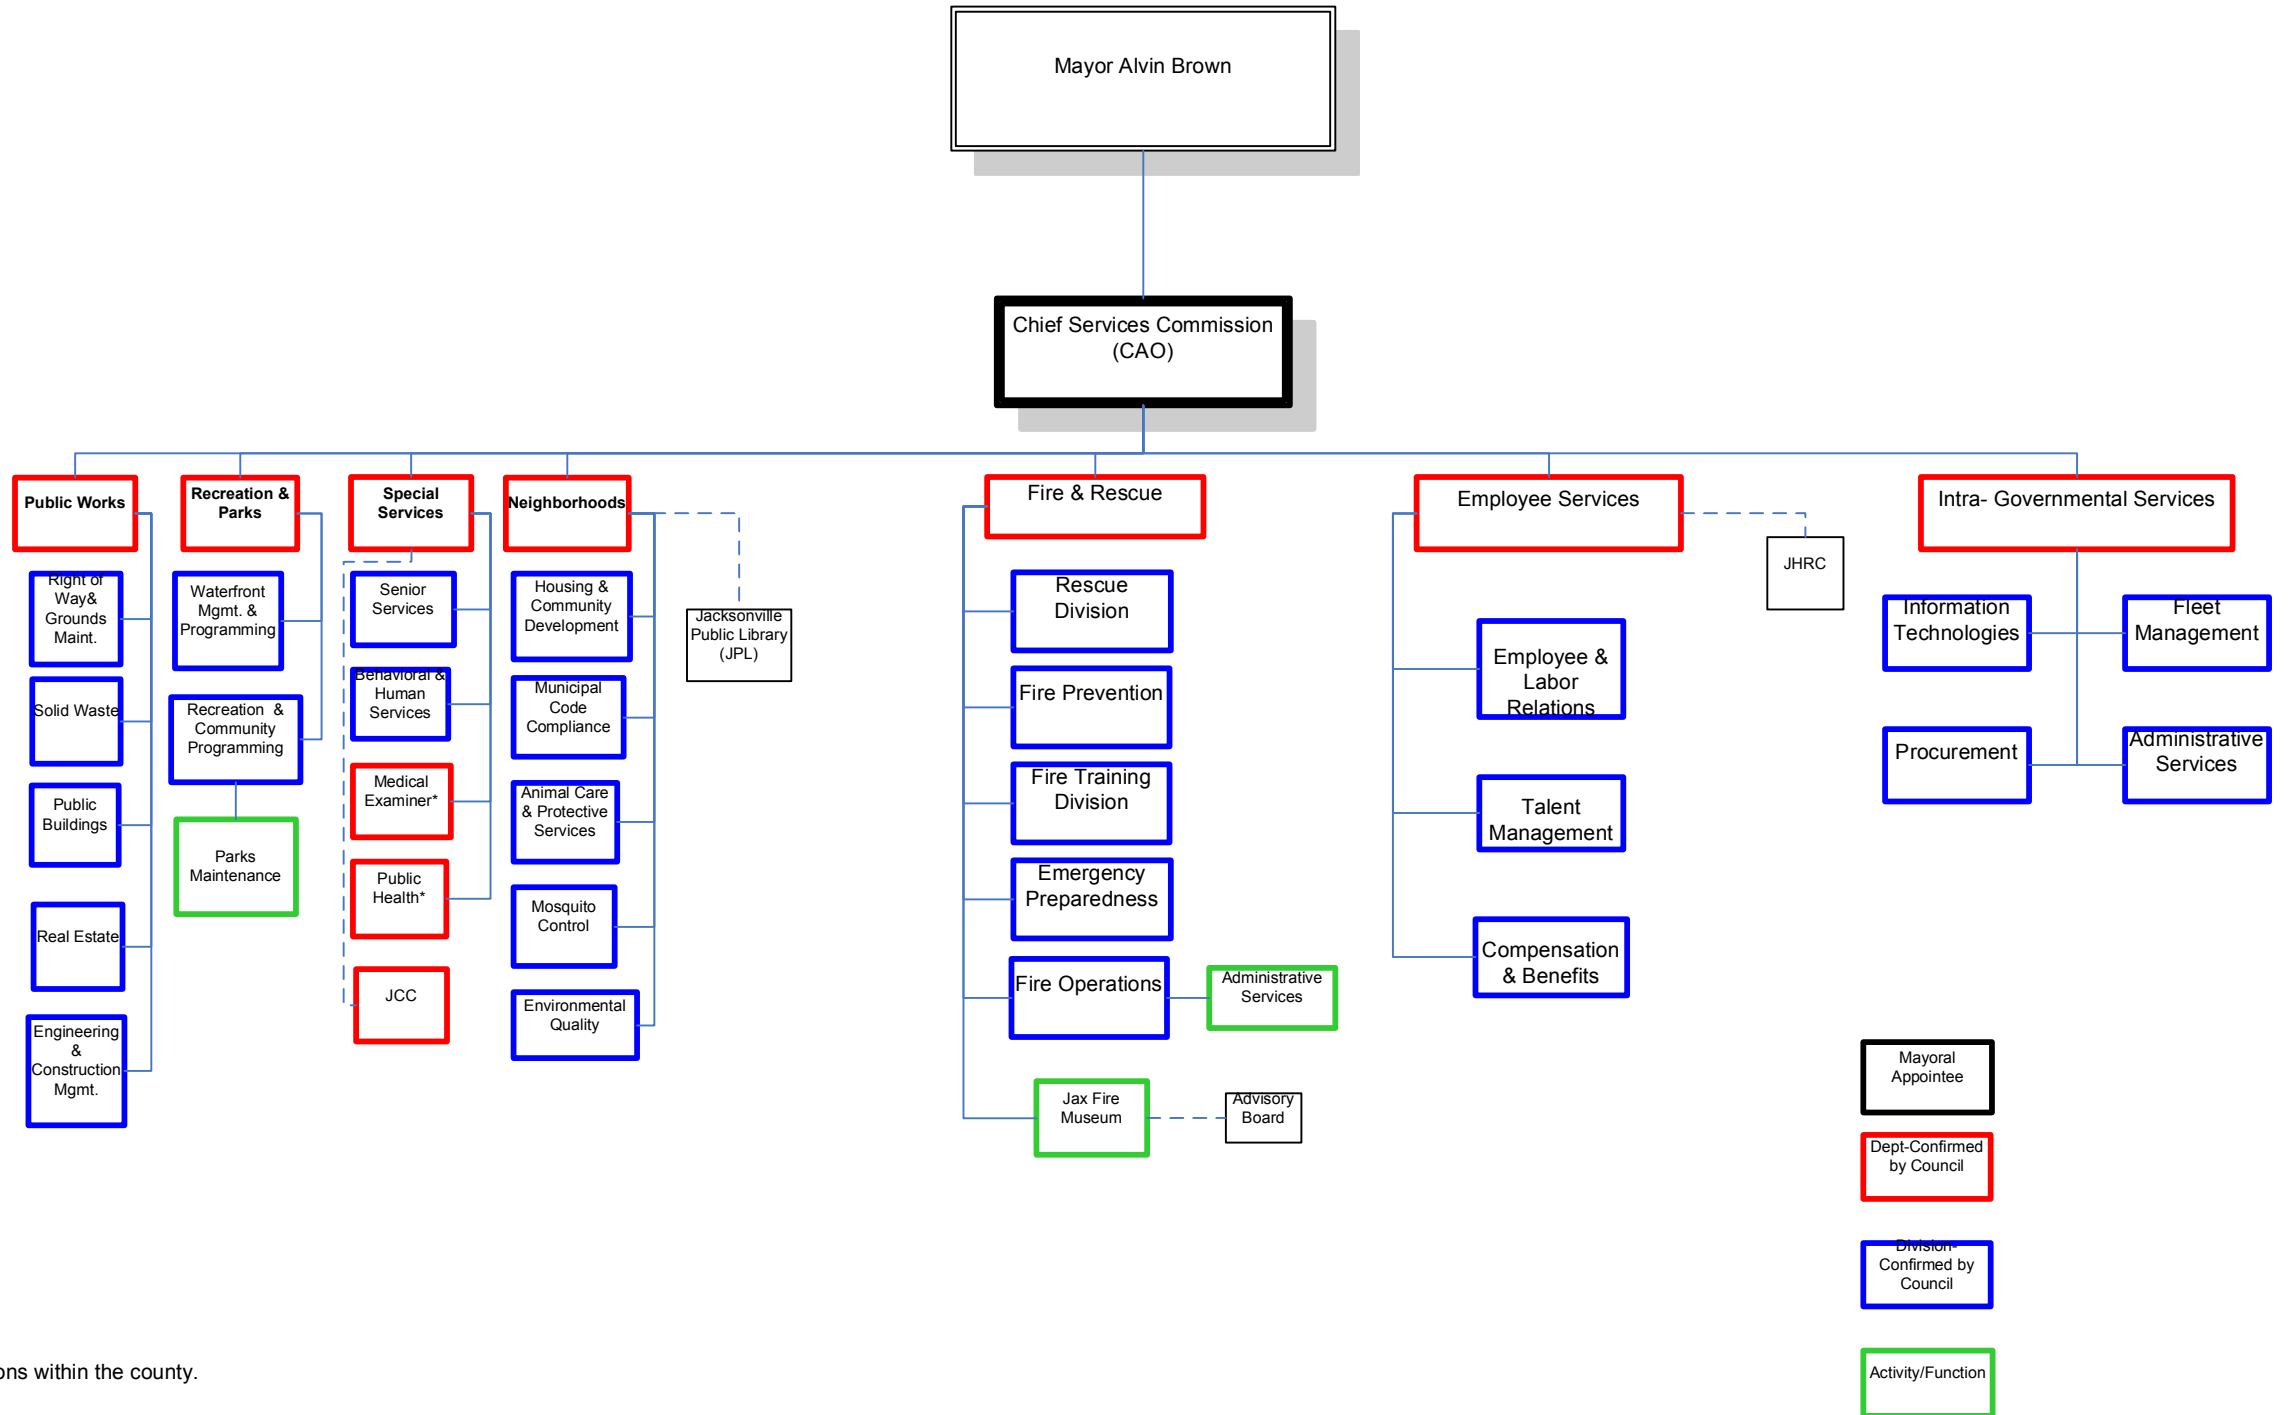 Mayor Alvin Brown
Chief Services Commission
(CAO)
Public Works
Right of
Way&
Grounds
Maint.
Solid Waste
Public
Buildings
Real Estate
Engineering
&
Construction
Mgmt.
Recreation &
Parks
Waterfront
Mgmt. &
Programming
Recreation &
Community
Programming
Parks
Maintenance
Special
Services
Senior
Services
Behavioral &
Human
Services
Medical
Examiner*
Public
Health*
JCC
Neighborhoods
Housing &
Community
Development
Municipal
Code
Compliance
Animal Care
& Protective
Services
Mosquito
Control
Environmental
Quality
Jacksonville
Public Library
(JPL)
Fire & Rescue
Rescue
Division
Fire Prevention
Fire Training
Division
Emergency
Preparedness
Fire Operations
Administrative
Services
Jax Fire
Museum
Advisory
Board
Employee Services
JHRC
Employee &
Labor
Relations
Talent
Management
Compensation
& Benefits
Intra- Governmental Services
Information
Technologies
Fleet
Management
Procurement
Administrative
Services
Mayoral
Appointee
Dept-Confirmed
by Council
Division-
Confirmed by
Council
Activity/Function
ons within the county.